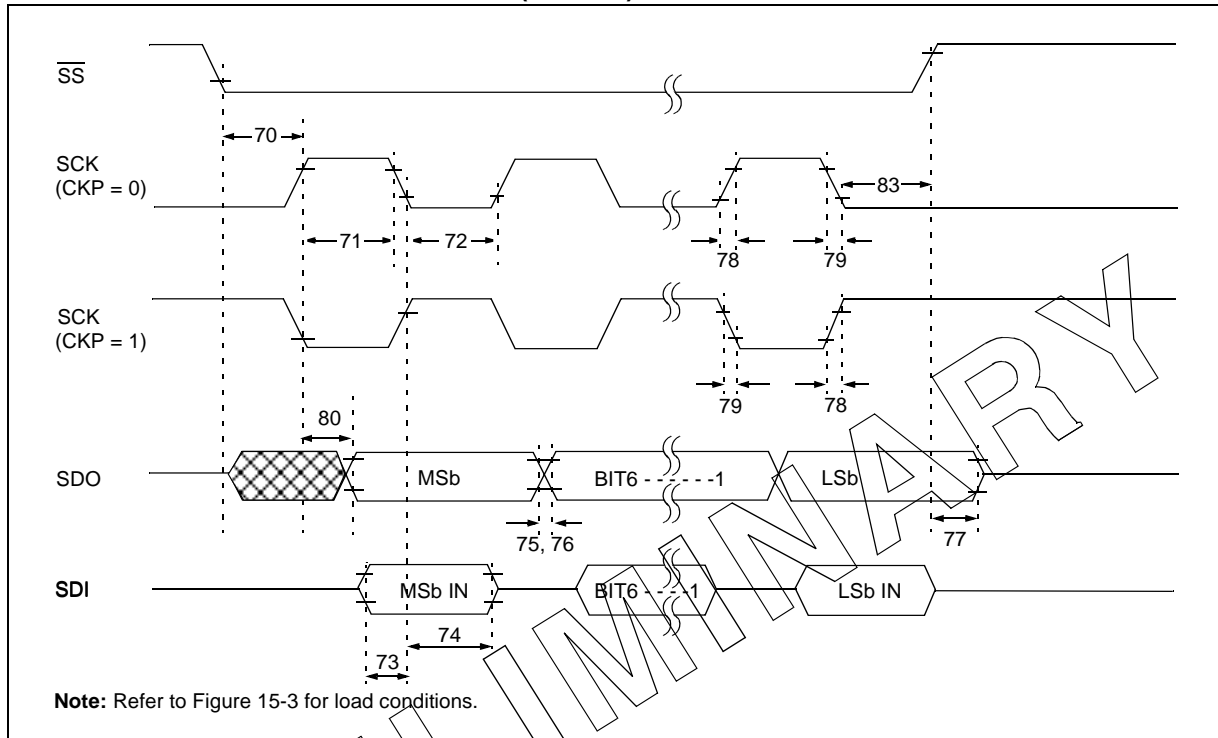 SS
70
SCK
(CKP = 0)
83
71
72
78
79
SCK
(CKP = 1)
79
78
80
SDO
MSb
BIT6 - - - - - -1
LSb
75, 76
77
SDI
MSb IN
BIT6 - - - -1
LSb IN
74
73
Note: Refer to Figure 15-3 for load conditions.
LIMINARY